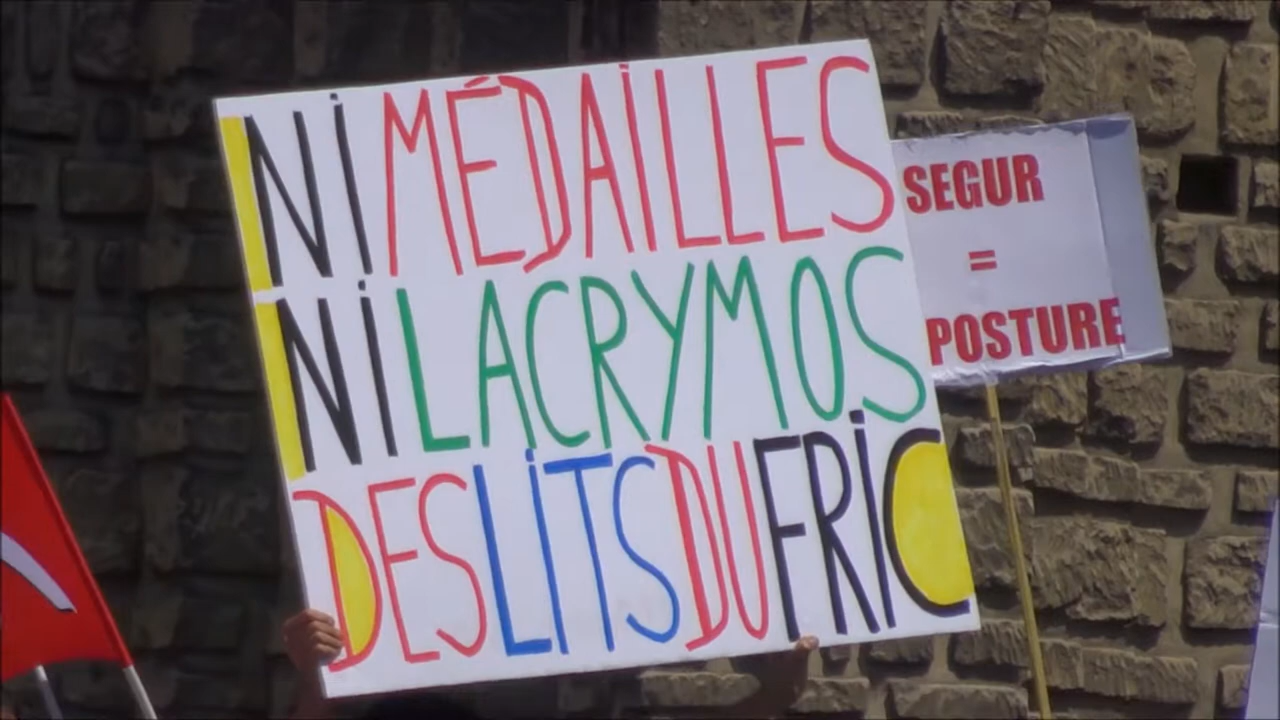 NI MÉDAILLES
NI LACRYMOS
DES LITS DU FRIC
SEGUR
=
POSTURE